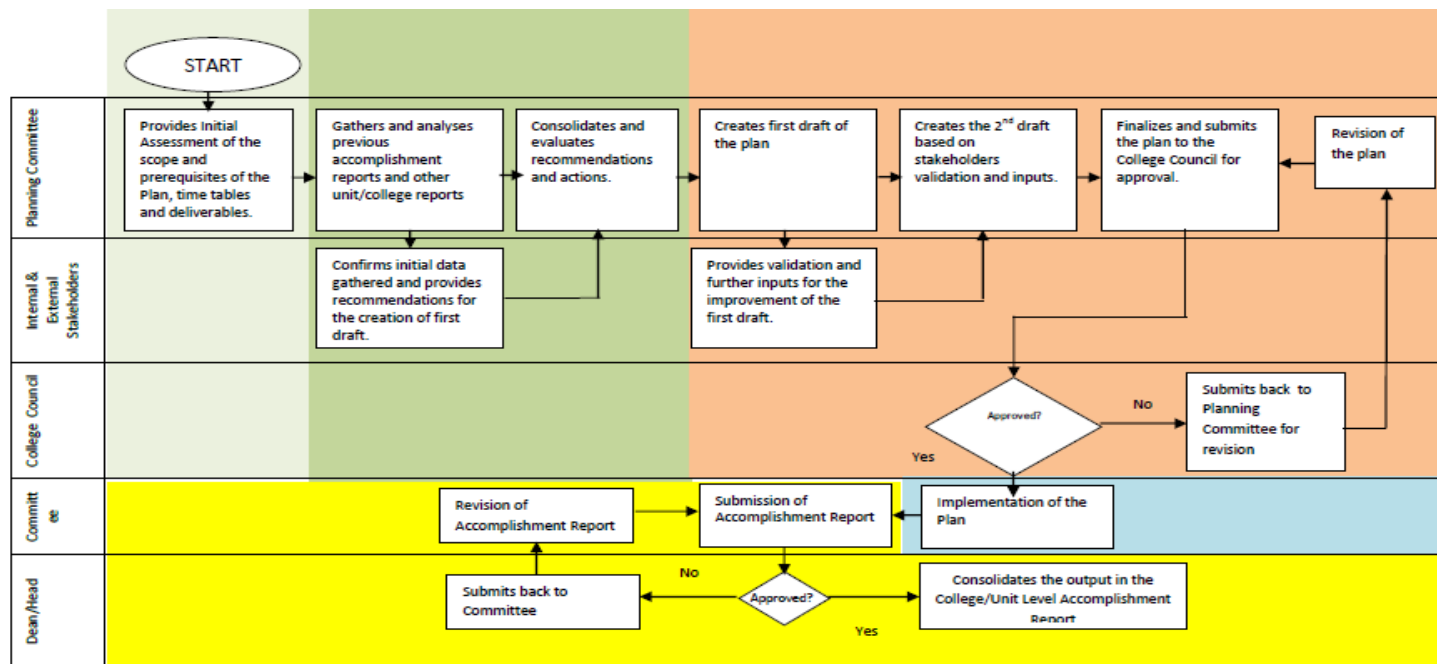 START
Planning Committee
Provides Initial
Assessment of the
scope and
prerequisites of the
Plan, time tables
and deliverables.
Gathers and analyses
previous
accomplishment
reports and other
unit/college reports
Consolidates and
evaluates
recommendations
and actions.
Creates first draft of
the plan
Creates the 2nd draft
based on
stakeholders
validation and inputs.
Finalizes and submits
the plan to the
College Council for
approval.
Revision of
the plan
Internal &
External
Stakeholders
Confirms initial data
gathered and provides
recommendations for
the creation of first
draft.
Provides validation and
further inputs for the
improvement of the
first draft.
College Council
Approved?
No
Submits back to
Planning
Committee for
revision
Yes
Committ
ee
Revision of
Accomplishment Report
Submission of
Accomplishment Report
Implementation of the
Plan
Dean/Head
Submits back to
Committee
No
Approved?
Yes
Consolidates the output in the
College/Unit Level Accomplishment
Report